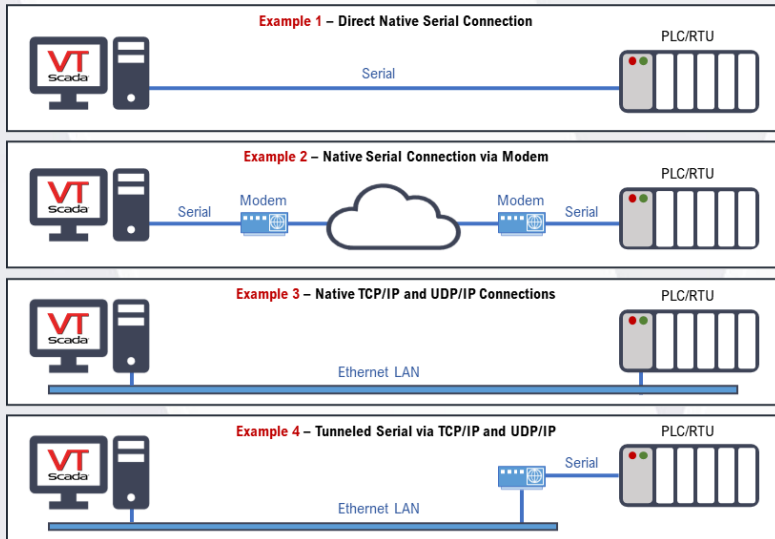 Example 1 – Direct Native Serial Connection
PLC/RTU
VT
scada
Serial
Example 2 – Native Serial Connection via Modem
PLC/RTU
VT
scada
Serial
Modem
Modem
Serial
Example 3 – Native TCP/IP and UDP/IP Connections
PLC/RTU
VT
scada
Ethernet LAN
Example 4 – Tunneled Serial via TCP/IP and UDP/IP
PLC/RTU
VT
scada
Serial
Ethernet LAN